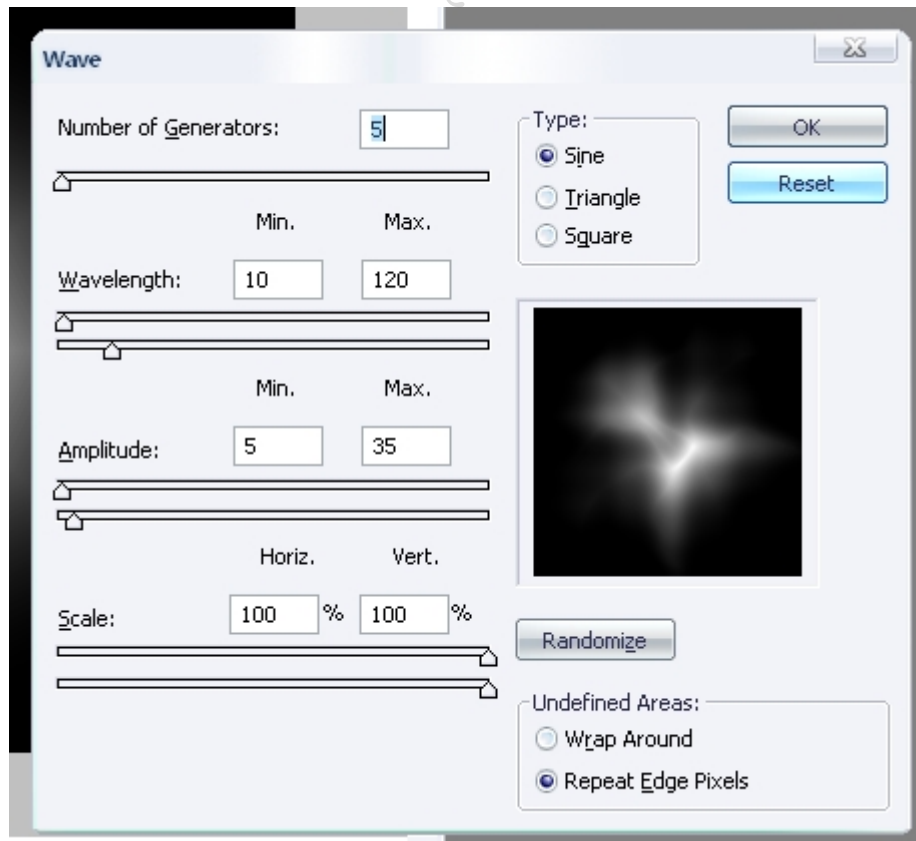 Wave
Number of Generators: 5
Min. Max.
Wavelength: 10 120
Min. Max.
Amplitude: 5 35
Horiz. Vert.
Scale: 100 % 100 %
Type:
Sine
Triangle
Square
OK
Reset
Randomize
Undefined Areas:
Wrap Around
Repeat Edge Pixels